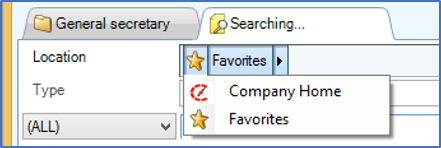 General secretary Searching...
Location Favorites
Type Company Home
Favorites
(ALL)